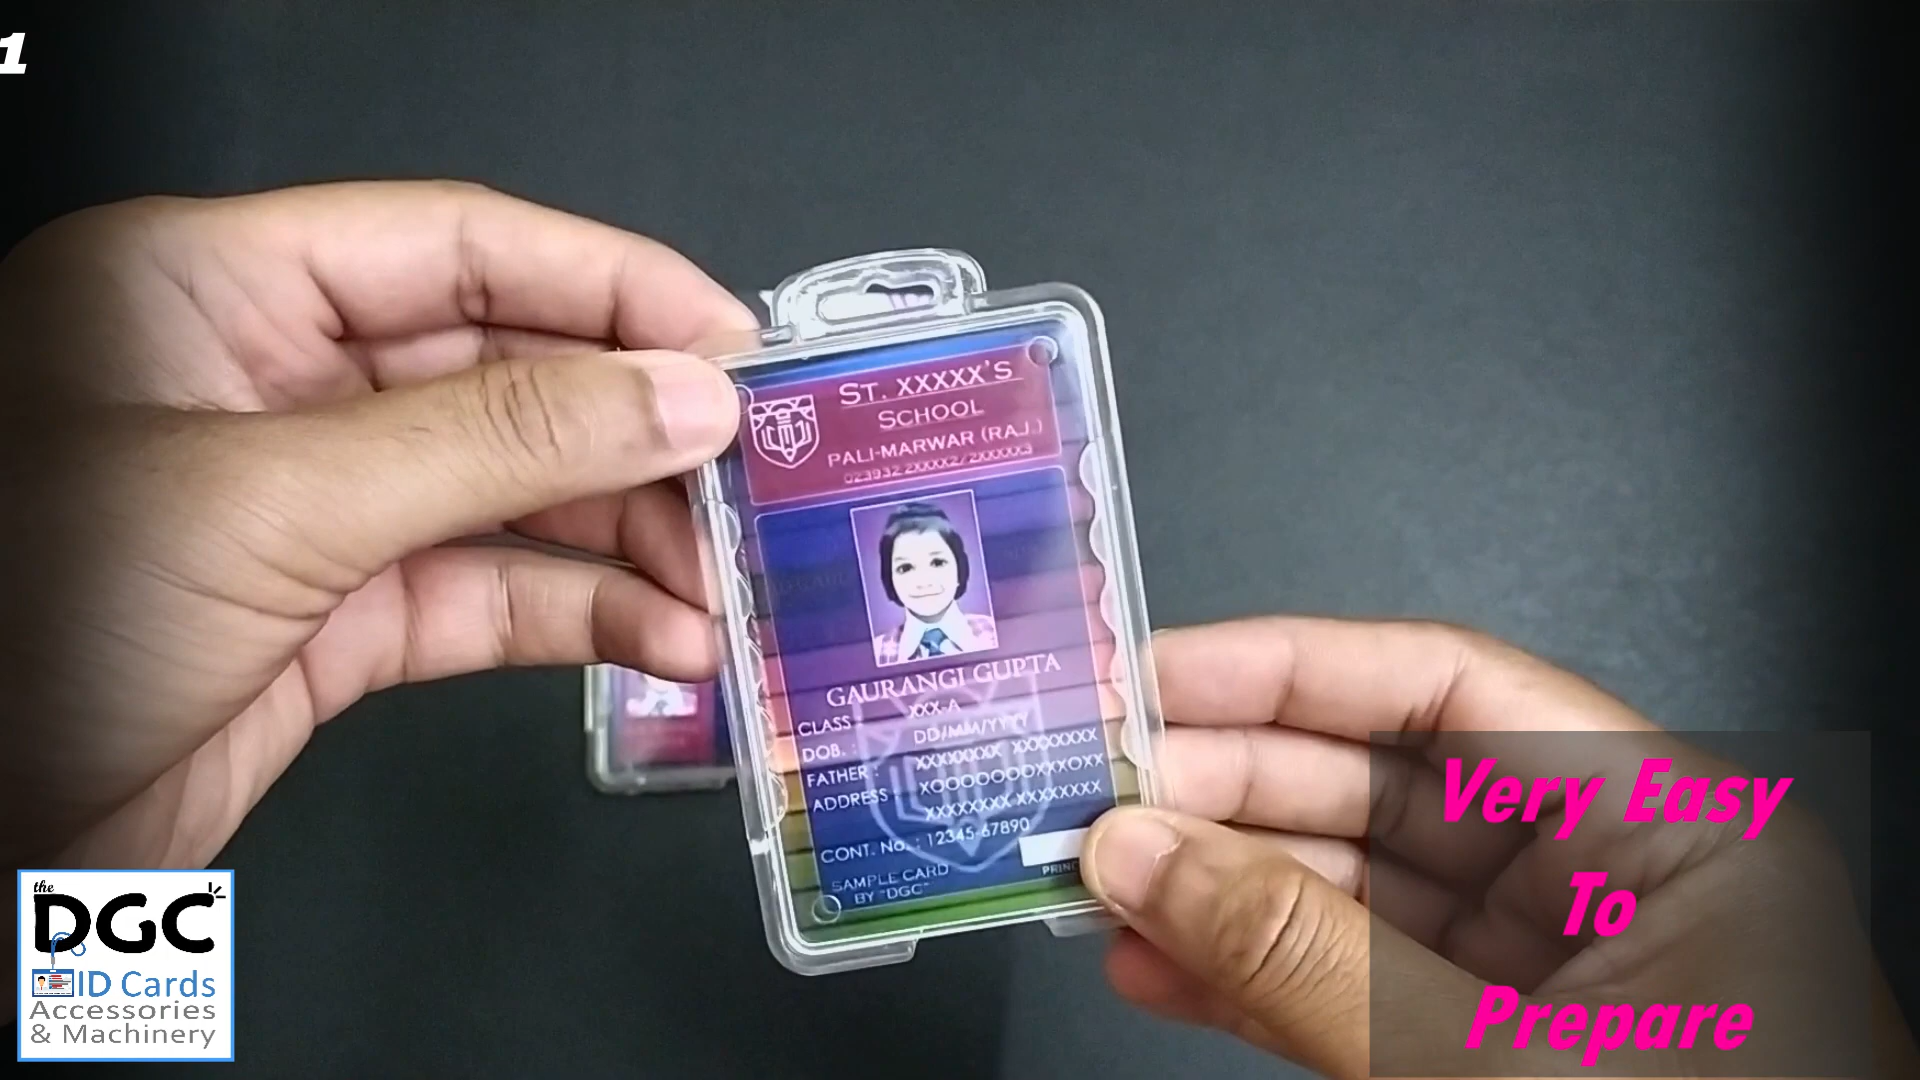 1
ST. XXXXX'S
SCHOOL
PALI-MARWAR (RAJ.)
GAURANGI GUPTA
CLASS : XXX-A
DOB. : DD/MM/YYYY
FATHER : XXXXXXXX XXXXXXXX
ADDRESS : XOOOOOOOXXXOXX
XXXXXXXX XXXXXXXX
CONT. No. : 12345-67890
SAMPLE CARD
BY "DGC"
Very Easy
To
Prepare
the
DGC
ID Cards
Accessories
& Machinery